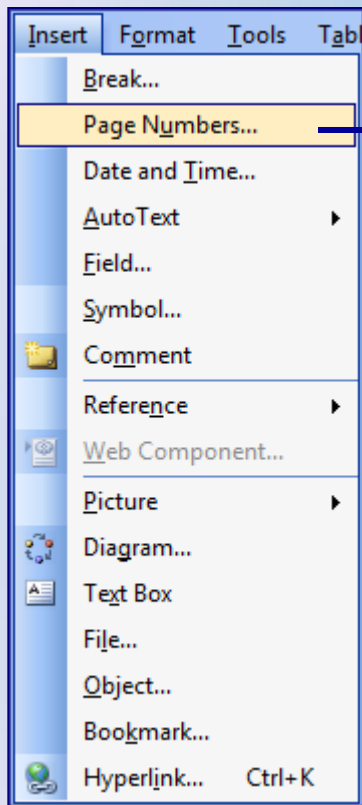 Insert Format Tools
Break...
Page Numbers...
Date and Time...
AutoText
Field...
Symbol...
Comment
Reference
Web Component...
Picture
Diagram...
Text Box
File...
Object...
Bookmark...
Hyperlink... Ctrl+K